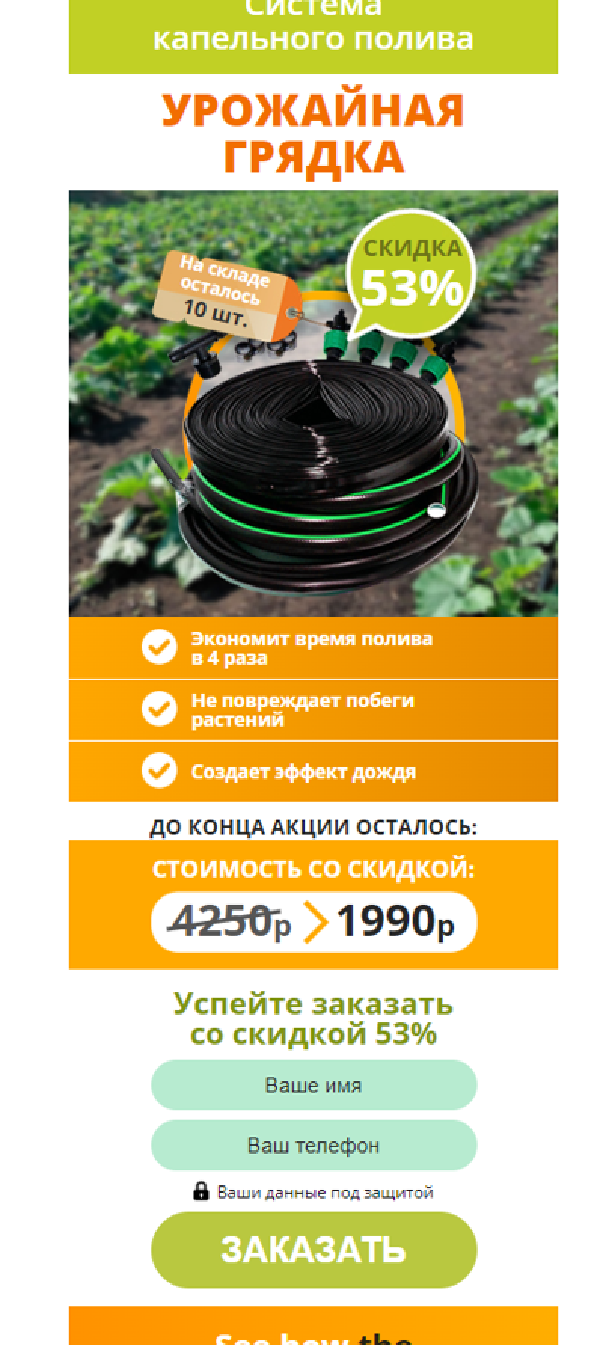 Система
капельного полива
УРОЖАЙНАЯ
ГРЯДКА
СКИДКА
53%
На складе
осталось
10 шт.
Экономит время полива
в 4 раза
Не повреждает побеги
растений
Создает эффект дождя
ДО КОНЦА АКЦИИ ОСТАЛОСЬ:
СТОИМОСТЬ СО СКИДКОЙ:
4250р 1990р
Успейте заказать
со скидкой 53%
Ваше имя
Ваш телефон
Ваши данные под защитой
ЗАКАЗАТЬ
See how the